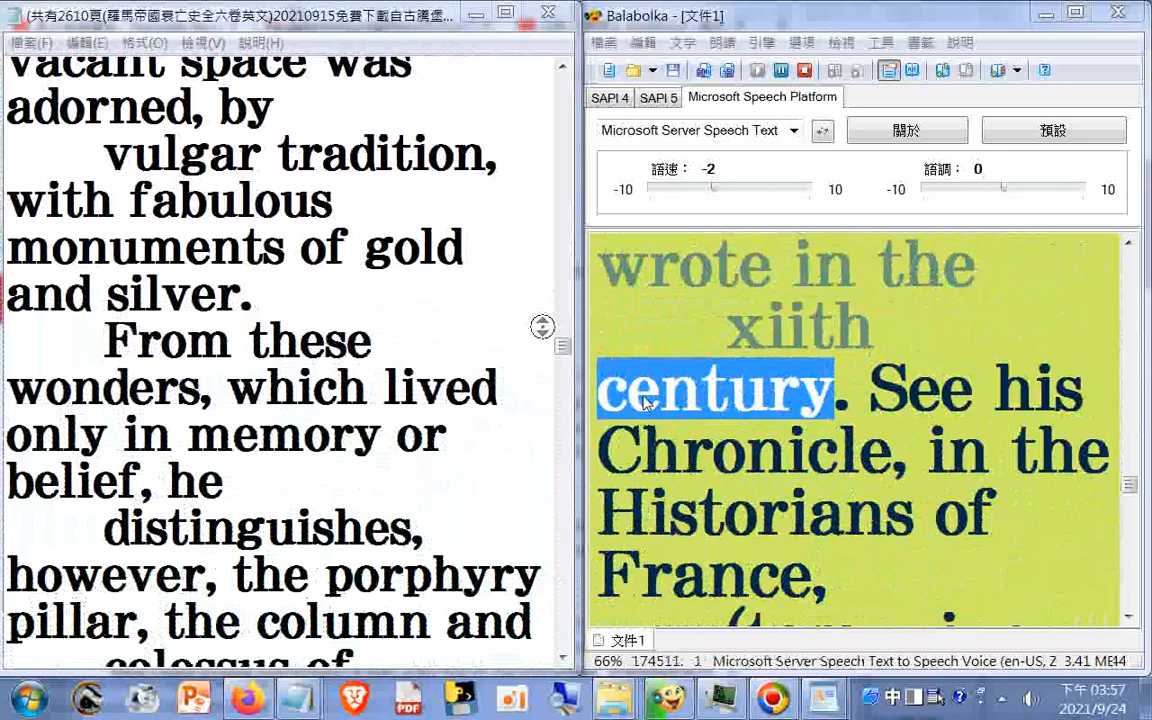 (共有2610頁(羅馬帝國衰亡史全六卷英文)20210915免費下載自古騰堡...
檔案(F) 編輯(E) 格式(O) 檢視(V) 說明(H)
vacant space was
adorned, by
vulgar tradition,
with fabulous
monuments of gold
and silver.
From these
wonders, which lived
only in memory or
belief, he
distinguishes,
however, the porphyry
pillar, the column and
colossus of
Balabolka - [文件1]
檔案 編輯 文字 朗讀 引擎 選項 檢視 工具 書籤 說明
SAPI 4 SAPI 5 Microsoft Speech Platform
Microsoft Server Speech Text 關於 預設
語速: -2 語調: 0
-10 10 -10 10
wrote in the
xiith
century. See his
Chronicle, in the
Historians of
France,
文件1
66% 174511. 1 Microsoft Server Speech Text to Speech Voice (en-US, Z 3.41 ME44
PDF
中
下午 03:57
2021/9/24